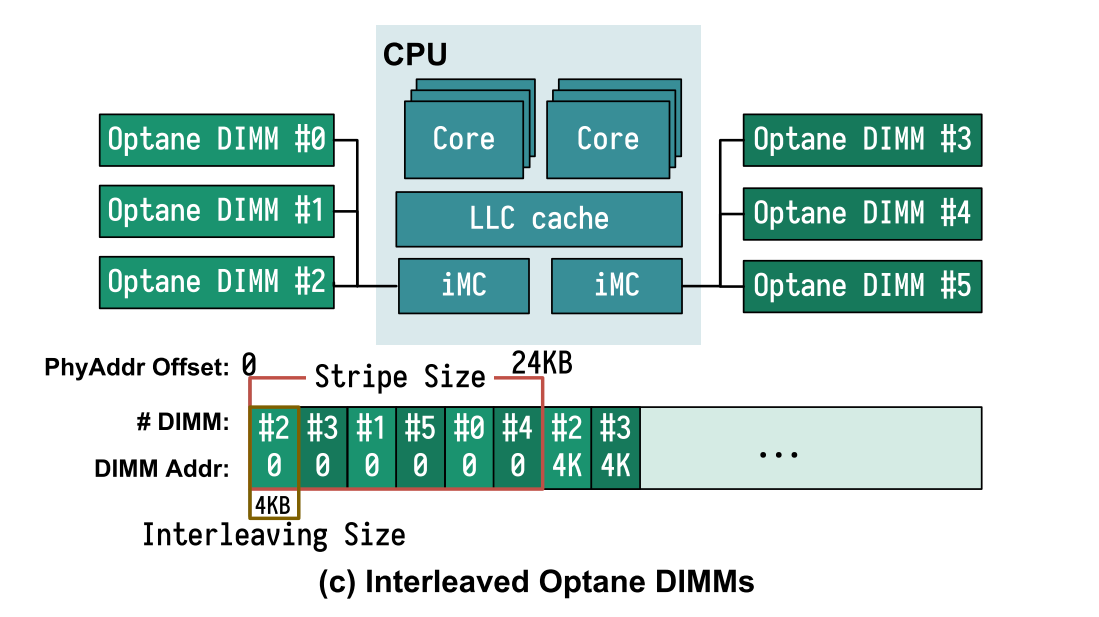 CPU
Optane DIMM #0
Optane DIMM #1
Optane DIMM #2
Core
Core
LLC cache
iMC
iMC
Optane DIMM #3
Optane DIMM #4
Optane DIMM #5
PhyAddr Offset: 0 24KB
Stripe Size
# DIMM: #2 #3 #1 #5 #0 #4 #2 #3
DIMM Addr: 0 0 0 0 0 0 4K 4K ...
4KB
Interleaving Size
(c) Interleaved Optane DIMMs